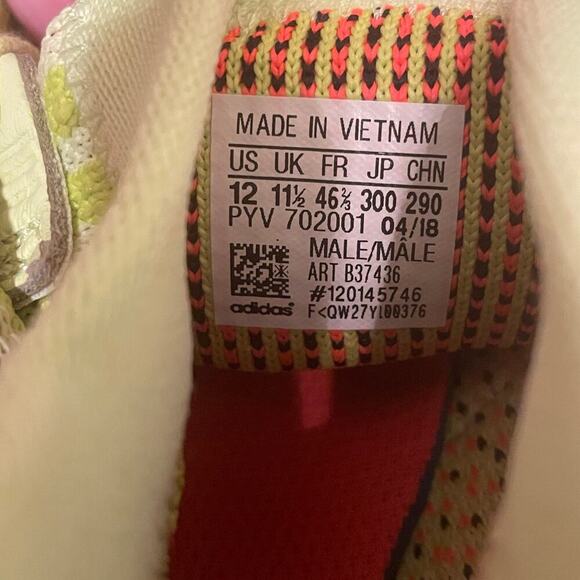 MADE IN VIETNAM
US UK FR JP CHN
12 11½ 46⅔ 300 290
PYV 702001 04/18
MALE/MÂLE
ART B37436
#120145746
adidas F<QW27Y100376